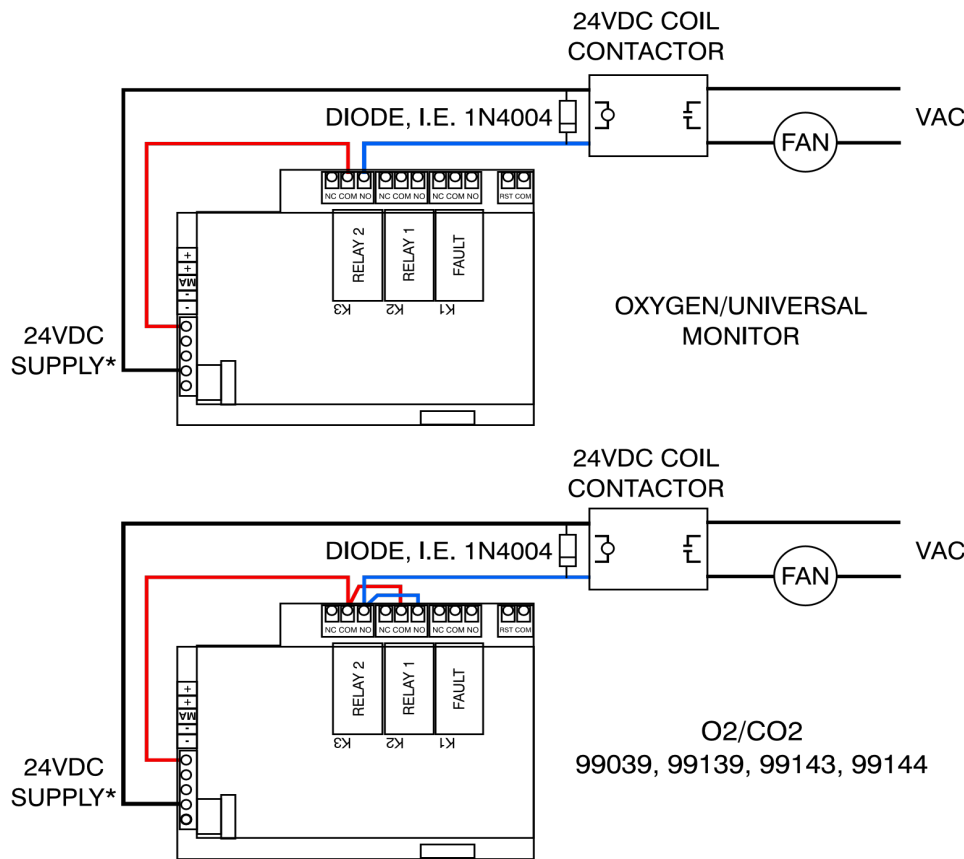 24VDC COIL
CONTACTOR
DIODE, I.E. 1N4004
VAC
FAN
NC COM NO NC COM NO NC COM NO RST COM
RELAY 2
RELAY 1
FAULT
K3
K2
K1
+
+
MA
-
-
24VDC
SUPPLY*
OXYGEN/UNIVERSAL
MONITOR
24VDC COIL
CONTACTOR
DIODE, I.E. 1N4004
VAC
FAN
NC COM NO NC COM NO NC COM NO RST COM
RELAY 2
RELAY 1
FAULT
K3
K2
K1
+
+
MA
-
-
24VDC
SUPPLY*
O2/CO2
99039, 99139, 99143, 99144